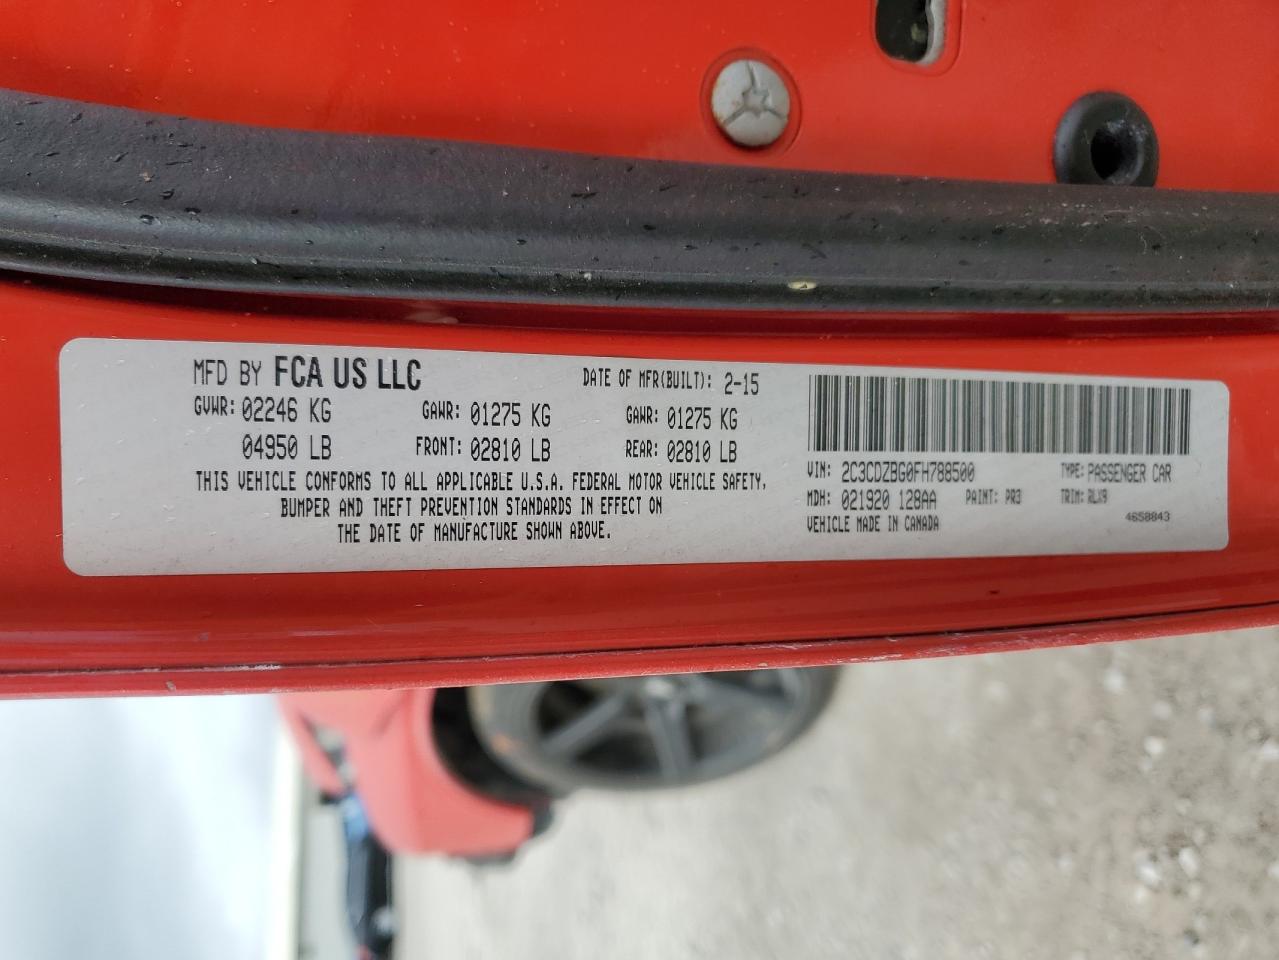 MFD BY FCA US LLC
DATE OF MFR(BUILT): 2-15
GVWR: 02246 KG
GAWR: 01275 KG
GAWR: 01275 KG
04950 LB
FRONT: 02810 LB
REAR: 02810 LB
THIS VEHICLE CONFORMS TO ALL APPLICABLE U.S.A. FEDERAL MOTOR VEHICLE SAFETY,
BUMPER AND THEFT PREVENTION STANDARDS IN EFFECT ON
THE DATE OF MANUFACTURE SHOWN ABOVE.
VIN: 2C3CDZBG0FH788500
TYPE: PASSENGER CAR
MDH: 021920 128AA
PAINT: PR3
TRIM: RLX9
VEHICLE MADE IN CANADA
4658843